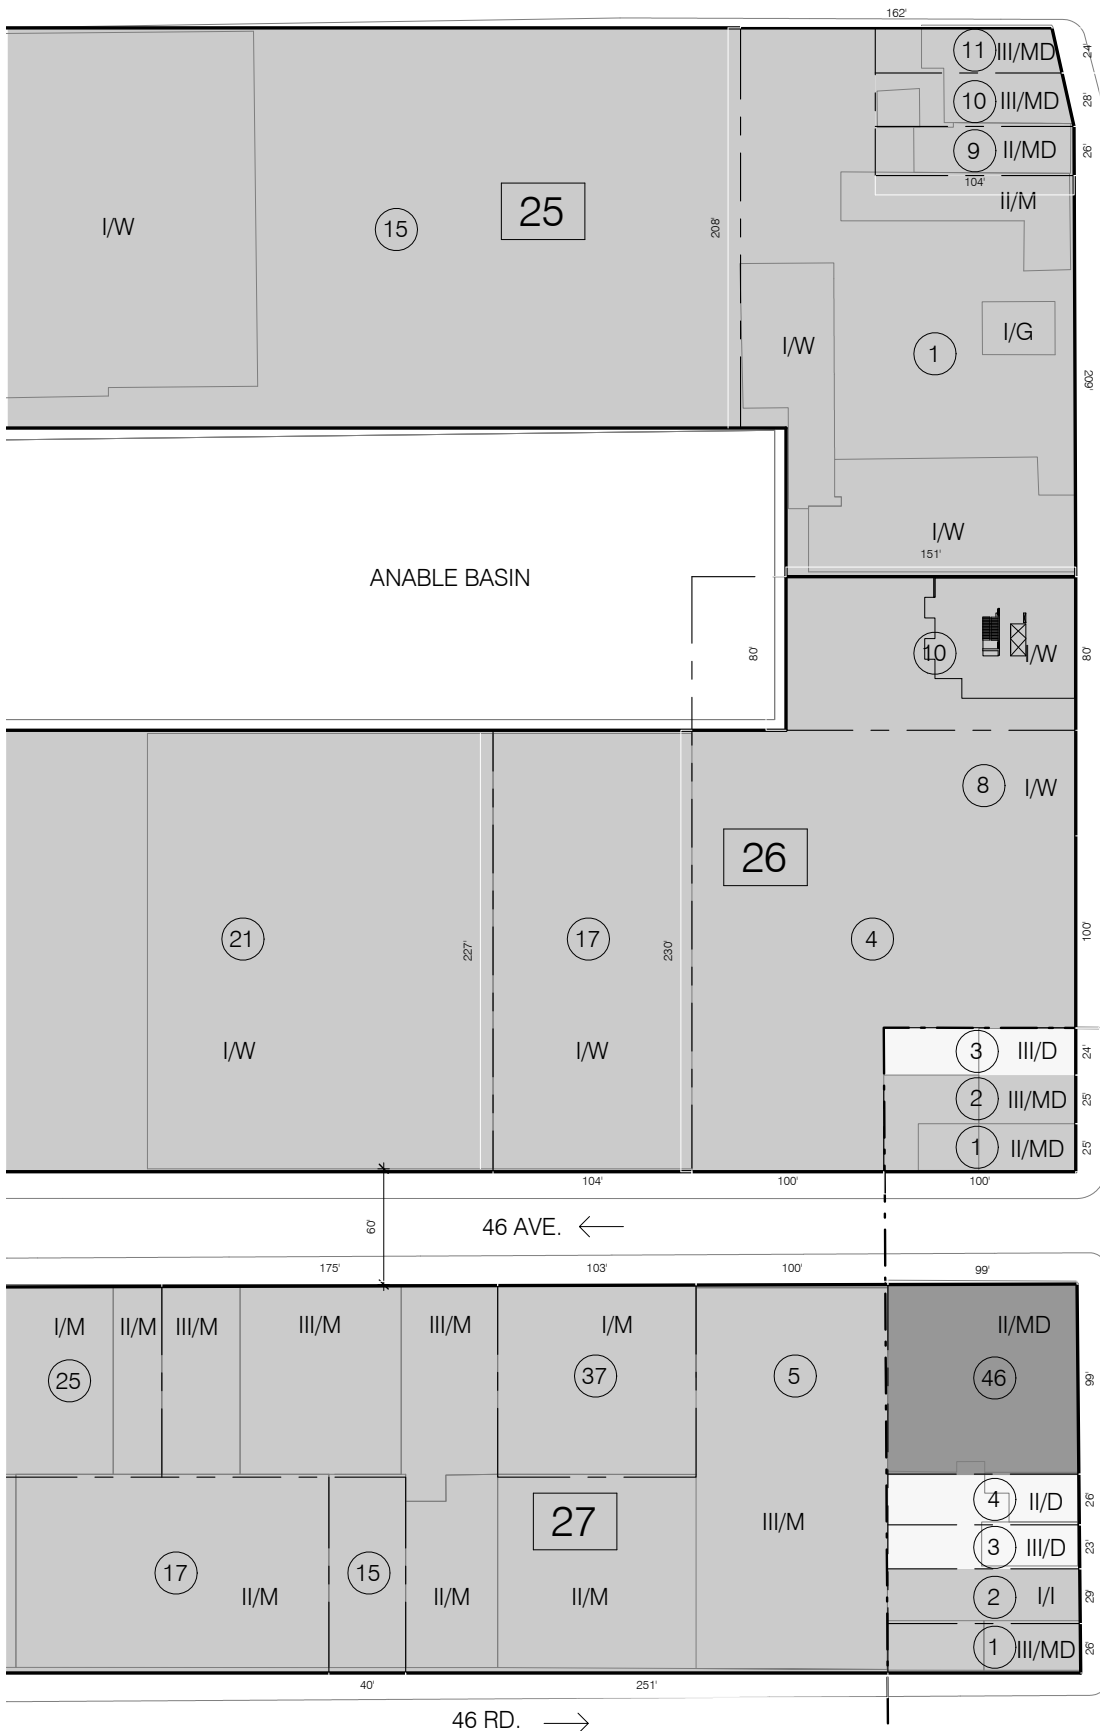 162'
11 III/MD
24'
10 III/MD
28'
9 II/MD
26'
104'
II/M
I/W
15
25
208'
I/W
1
I/G
209'
I/W
151'
ANABLE BASIN
80'
10 I/W
80'
8 I/W
26
21
227'
17
230'
4
100'
I/W
I/W
3 III/D
24'
2 III/MD
25'
1 II/MD
25'
104'
100'
100'
60'
46 AVE.
175'
103'
100'
99'
I/M
II/M
III/M
III/M
III/M
I/M
II/MD
25
37
5
46
99'
4 II/D
26'
27
III/M
3 III/D
23'
17
15
II/M
II/M
II/M
2 I/I
29'
1 III/MD
26'
40'
251'
46 RD.